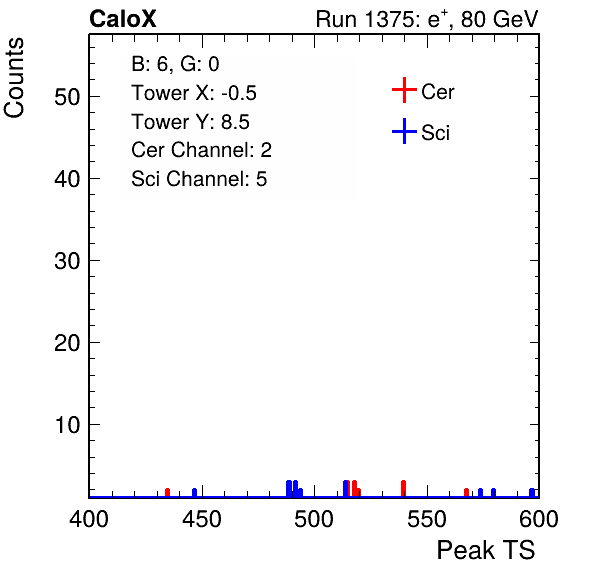 CaloX Run 1375: e⁺, 80 GeV
Counts
B: 6, G: 0
Tower X: -0.5
Tower Y: 8.5
Cer Channel: 2
Sci Channel: 5
Cer
Sci
50
40
30
20
10
400 450 500 550 600
Peak TS